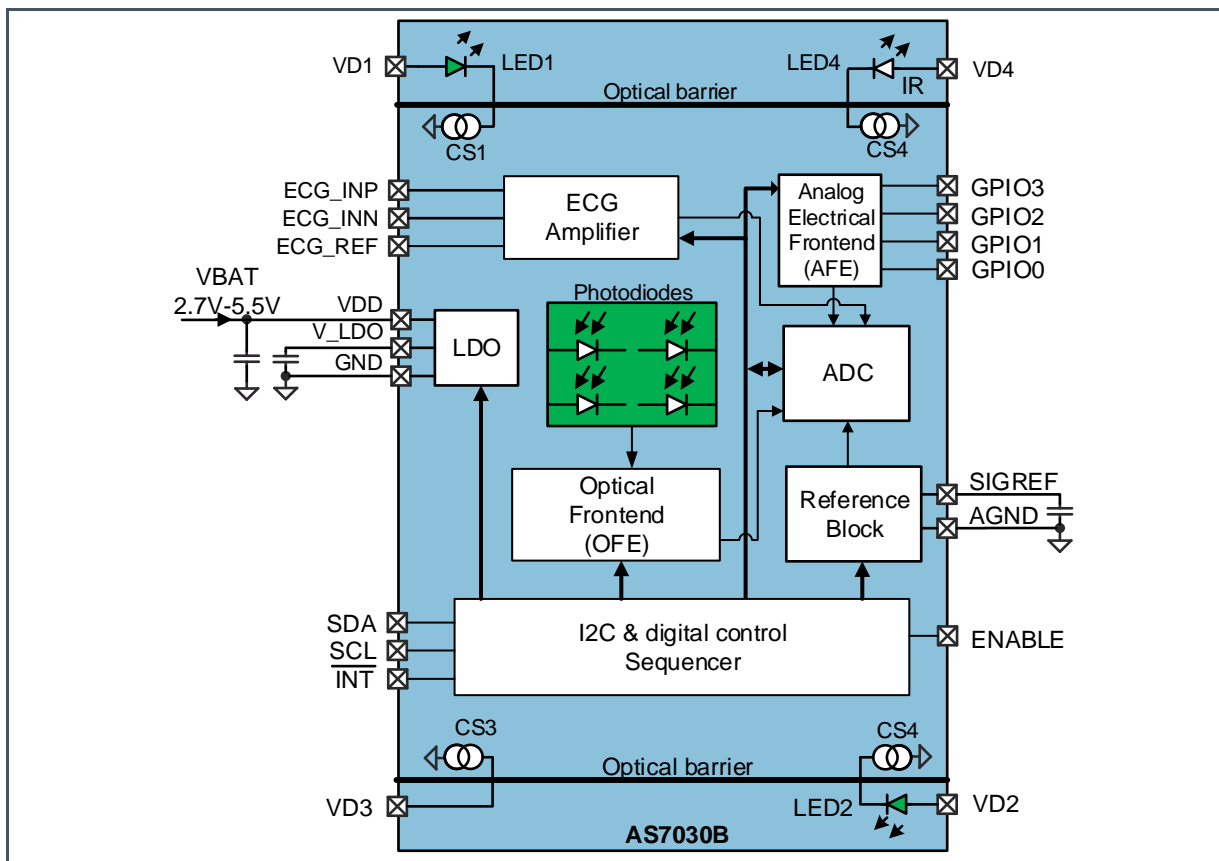 VD1
LED1
LED4
IR
VD4
Optical barrier
CS1
CS4
ECG_INP
ECG_INN
ECG_REF
ECG
Amplifier
Analog
Electrical
Frontend
(AFE)
GPIO3
GPIO2
GPIO1
GPIO0
VBAT
2.7V-5.5V
VDD
V_LDO
GND
LDO
Photodiodes
ADC
Optical
Frontend
(OFE)
Reference
Block
SIGREF
AGND
SDA
SCL
INT
I2C & digital control
Sequencer
ENABLE
CS3
CS4
Optical barrier
VD3
LED2
VD2
AS7030B